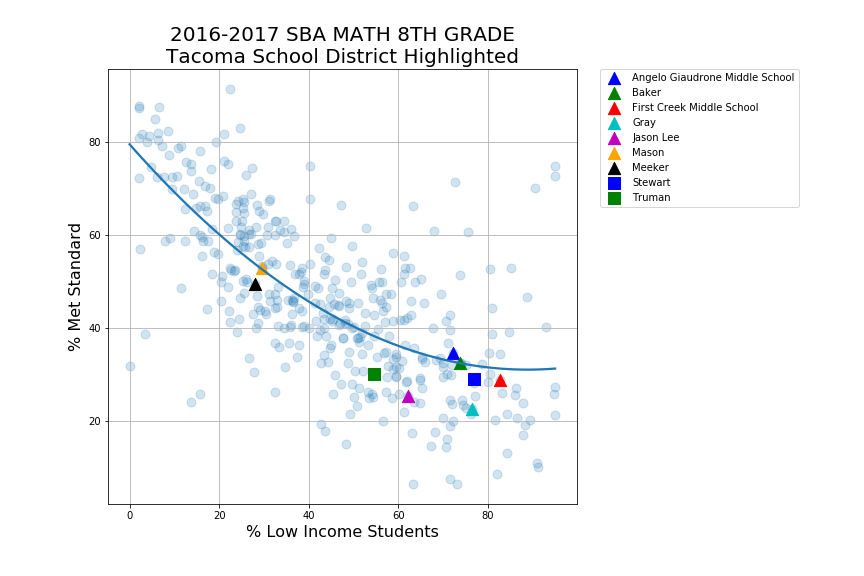 2016-2017 SBA MATH 8TH GRADE
Tacoma School District Highlighted
% Met Standard
80
60
40
20
0
20
40
60
80
% Low Income Students
Angelo Giaudrone Middle School
Baker
First Creek Middle School
Gray
Jason Lee
Mason
Meeker
Stewart
Truman